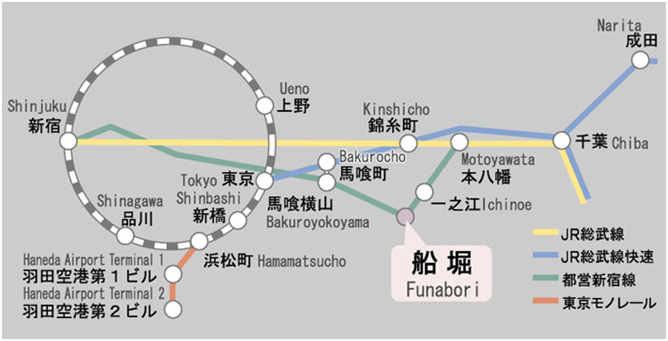 Narita
成田
Ueno
上野
Shinjuku
新宿
Kinshicho
錦糸町
千葉 Chiba
Bakurocho
馬喰町
Motoyawata
本八幡
Tokyo 東京
Shinbashi
新橋
馬喰横山
Bakuroyokoyama
一之江 Ichinoe
Shinagawa
品川
浜松町 Hamamatsucho
船堀
Funabori
Haneda Airport Terminal 1
羽田空港第1ビル
Haneda Airport Terminal 2
羽田空港第2ビル
JR総武線
JR総武線快速
都営新宿線
東京モノレール